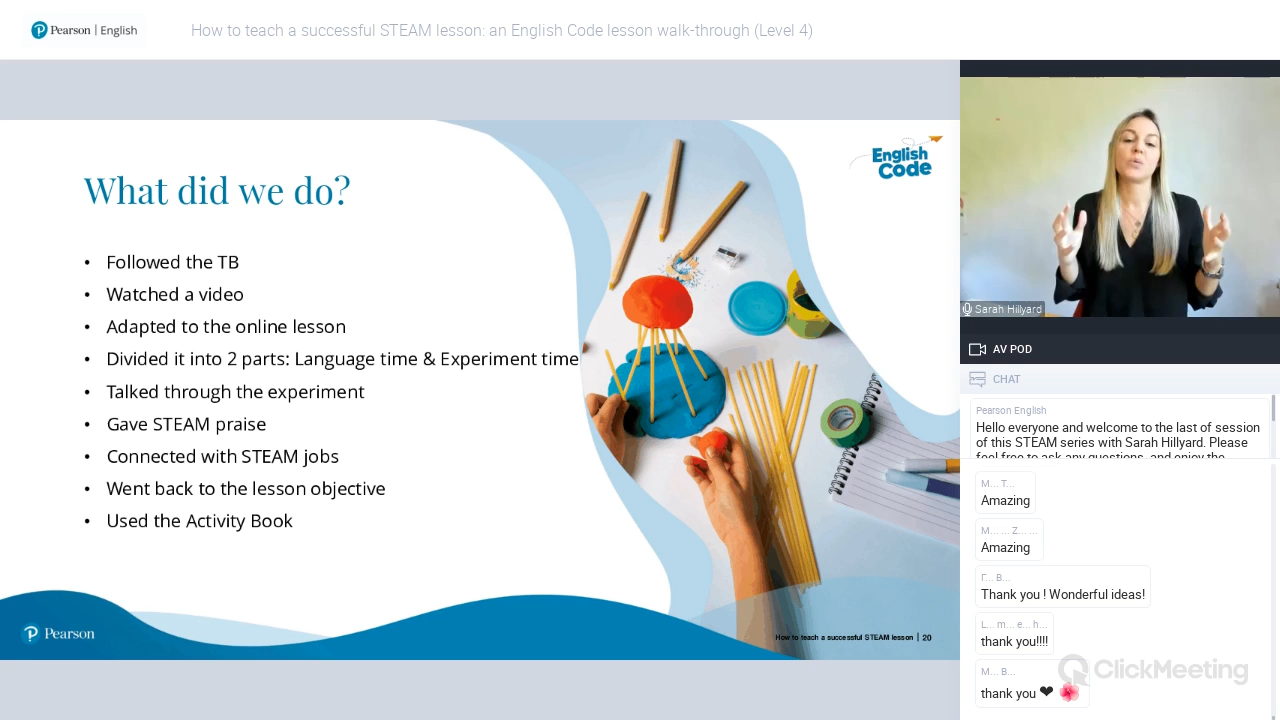 Pearson | English
How to teach a successful STEAM lesson: an English Code lesson walk-through (Level 4)
English
Code
What did we do?
• Followed the TB
• Watched a video
• Adapted to the online lesson
• Divided it into 2 parts: Language time & Experiment time
• Talked through the experiment
• Gave STEAM praise
• Connected with STEAM jobs
• Went back to the lesson objective
• Used the Activity Book
Pearson
How to teach a successful STEAM lesson | 20
Sarah Hillyard
AV POD
CHAT
Pearson English
Hello everyone and welcome to the last of session
of this STEAM series with Sarah Hillyard. Please
feel free to ask any questions, and enjoy the
M... T...
Amazing
M... ... Z... ...
Amazing
Г... B...
Thank you ! Wonderful ideas!
L... m... e... h...
thank you!!!!
M... B...
thank you ❤ 🌺
ClickMeeting